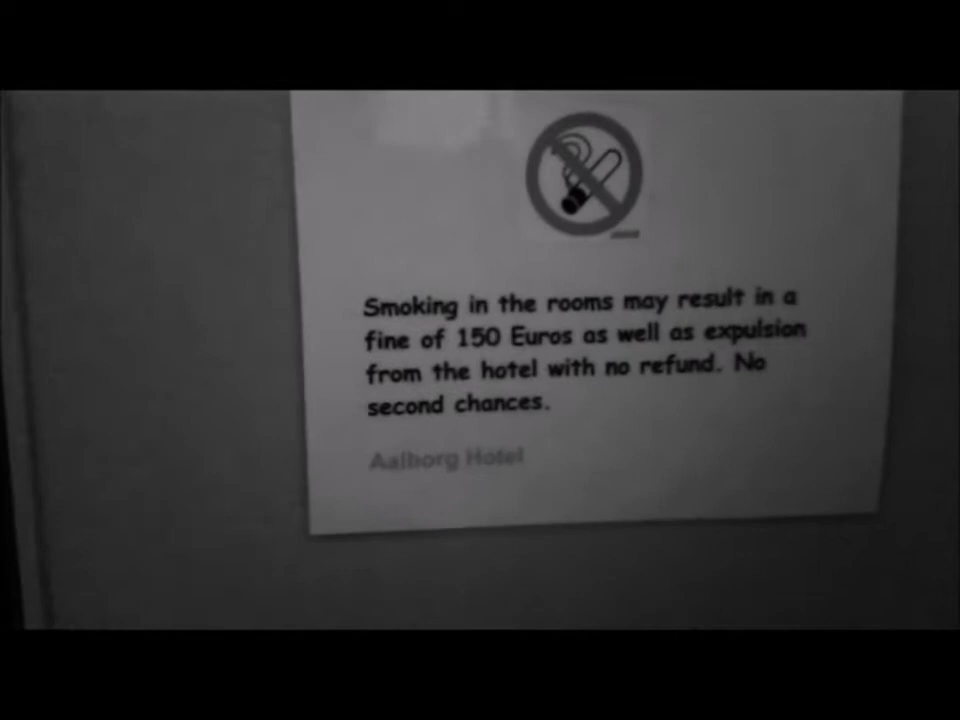 Smoking in the rooms may result in a
fine of 150 Euros as well as expulsion
from the hotel with no refund. No
second chances.
Aalborg Hotel